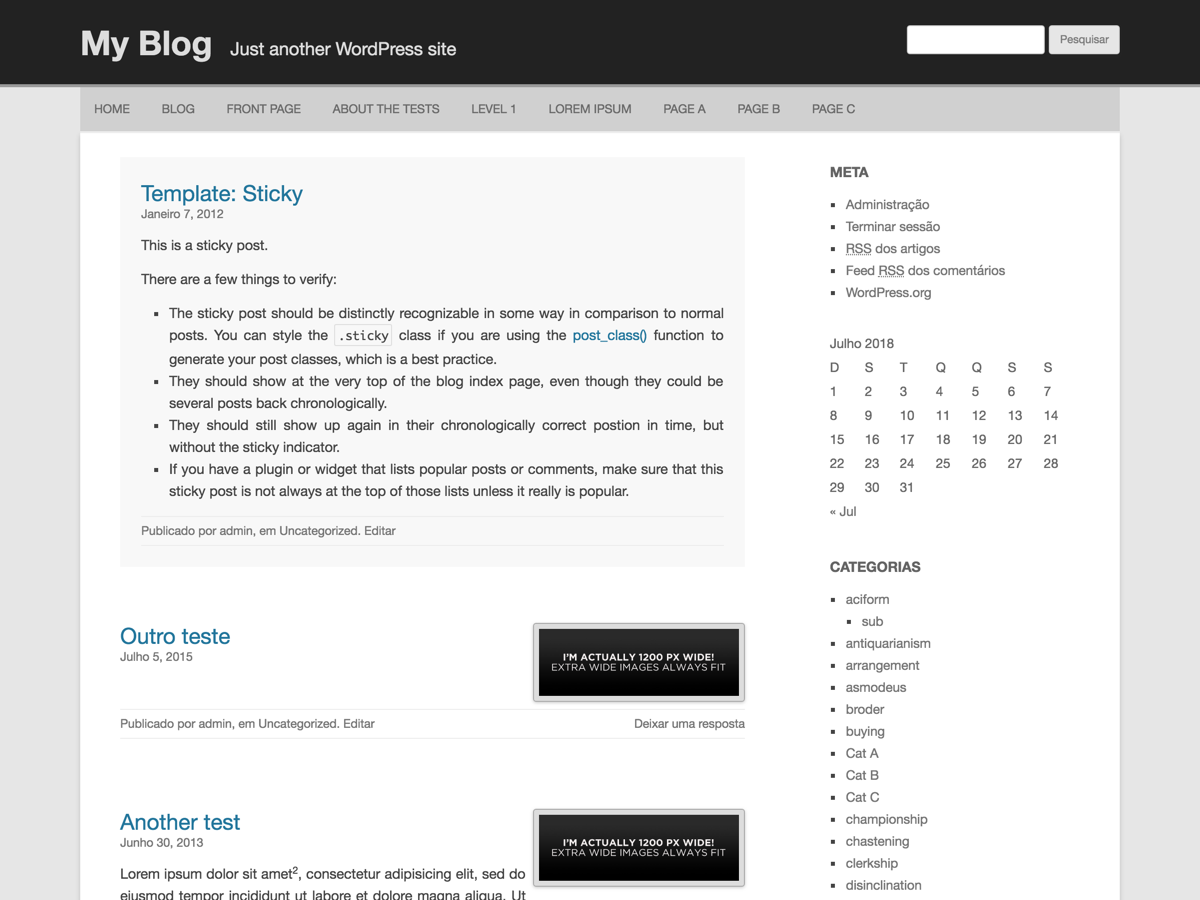 My Blog Just another WordPress site
Pesquisar
HOME BLOG FRONT PAGE ABOUT THE TESTS LEVEL 1 LOREM IPSUM PAGE A PAGE B PAGE C
Template: Sticky
Janeiro 7, 2012
This is a sticky post.
There are a few things to verify:
The sticky post should be distinctly recognizable in some way in comparison to normal
posts. You can style the .sticky class if you are using the post_class() function to
generate your post classes, which is a best practice.
They should show at the very top of the blog index page, even though they could be
several posts back chronologically.
They should still show up again in their chronologically correct postion in time, but
without the sticky indicator.
If you have a plugin or widget that lists popular posts or comments, make sure that this
sticky post is not always at the top of those lists unless it really is popular.
Publicado por admin, em Uncategorized. Editar
Outro teste
Julho 5, 2015
I'M ACTUALLY 1200 PX WIDE!
EXTRA WIDE IMAGES ALWAYS FIT
Publicado por admin, em Uncategorized. Editar
Deixar uma resposta
Another test
Junho 30, 2013
I'M ACTUALLY 1200 PX WIDE!
EXTRA WIDE IMAGES ALWAYS FIT
Lorem ipsum dolor sit amet², consectetur adipisicing elit, sed do
eiusmod tempor incididunt ut labore et dolore magna aliqua. Ut
META
Administração
Terminar sessão
RSS dos artigos
Feed RSS dos comentários
WordPress.org
Julho 2018
D S T Q Q S S
1 2 3 4 5 6 7
8 9 10 11 12 13 14
15 16 17 18 19 20 21
22 23 24 25 26 27 28
29 30 31
« Jul
CATEGORIAS
aciform
sub
antiquarianism
arrangement
asmodeus
broder
buying
Cat A
Cat B
Cat C
championship
chastening
clerkship
disinclination